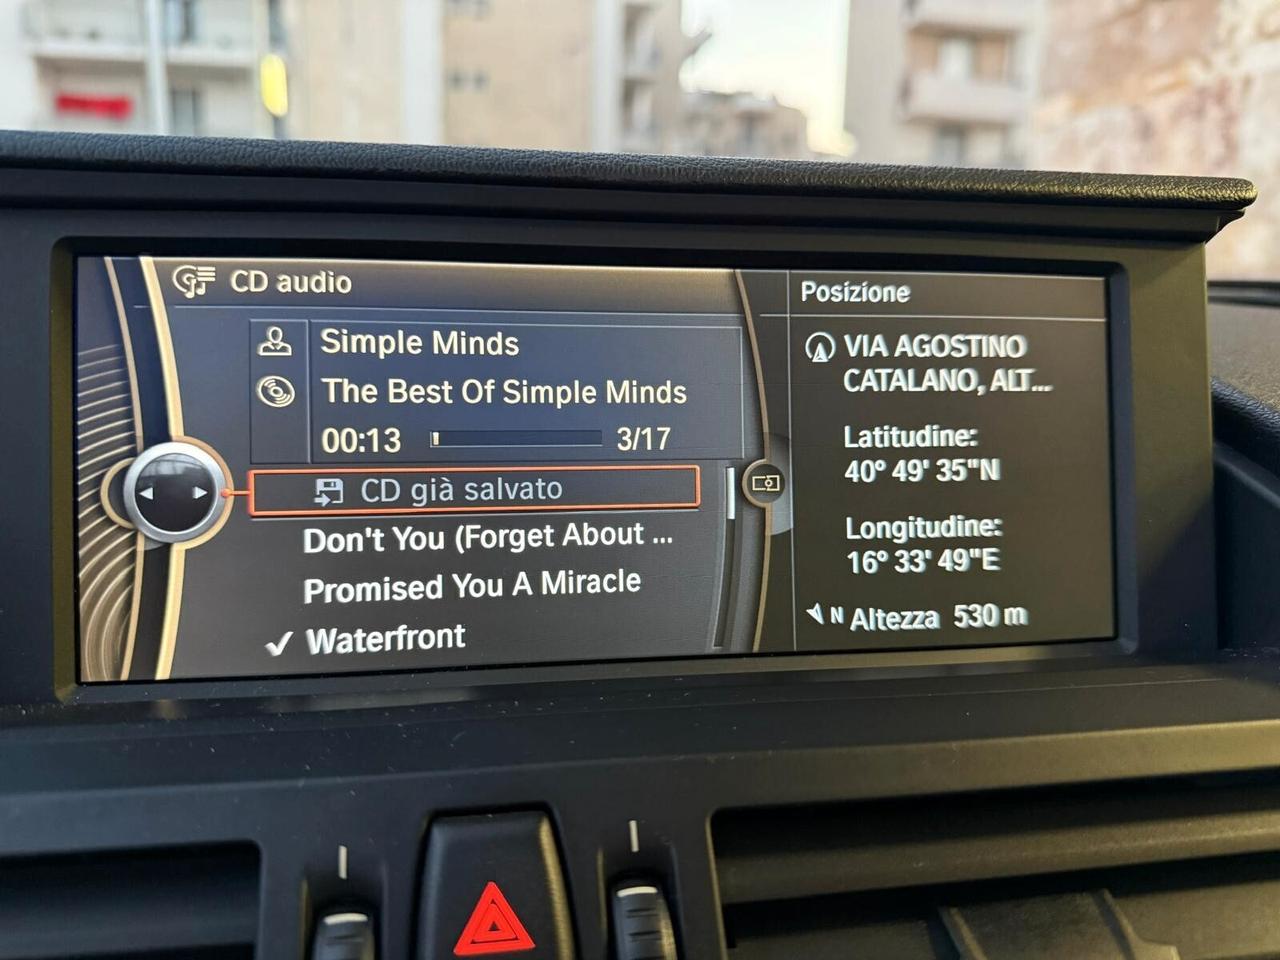 CD audio
Simple Minds
The Best Of Simple Minds
00:13 3/17
CD già salvato
Don't You (Forget About ...
Promised You A Miracle
✓ Waterfront
Posizione
VIA AGOSTINO
CATALANO, ALT...
Latitudine:
40° 49' 35"N
Longitudine:
16° 33' 49"E
N Altezza 530 m